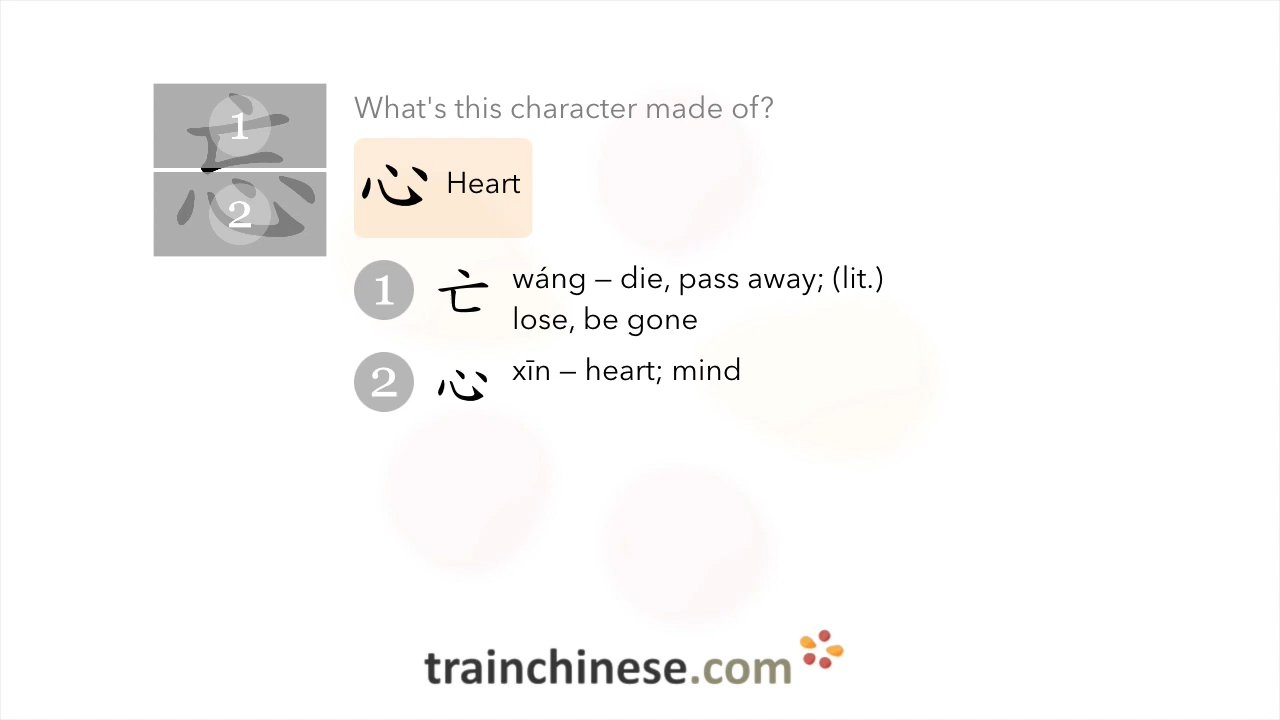 忘
1
2
What's this character made of?
心 Heart
1 亡 wáng – die, pass away; (lit.)
lose, be gone
2 心 xīn – heart; mind
trainchinese.com